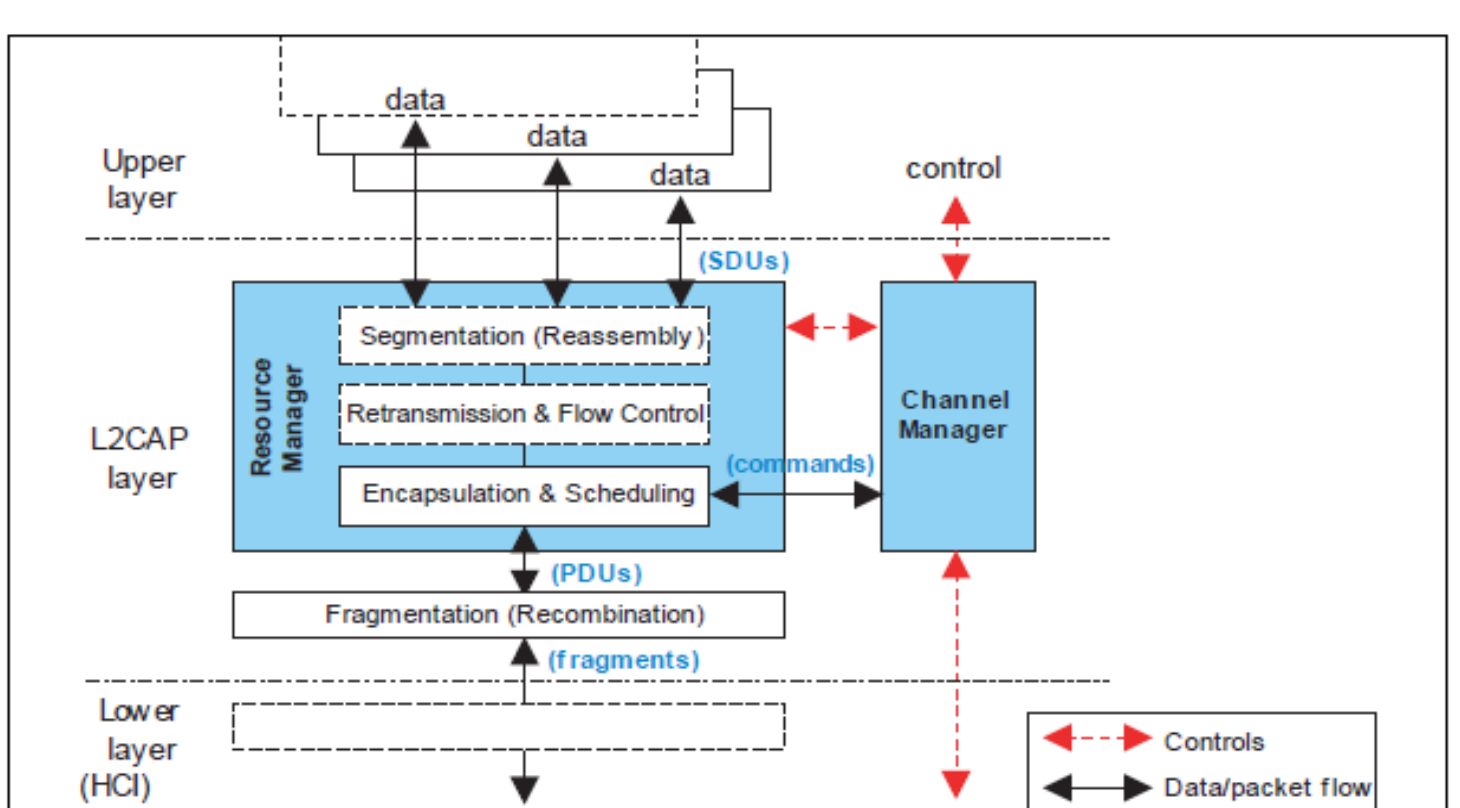 data
data
data
Upper
layer
control
(SDUs)
Segmentation (Reassembly)
Resource
Manager
Retransmission & Flow Control
Channel
Manager
L2CAP
layer
(commands)
Encapsulation & Scheduling
(PDUs)
Fragmentation (Recombination)
(fragments)
Lower
layer
(HCI)
Controls
Data/packet flow